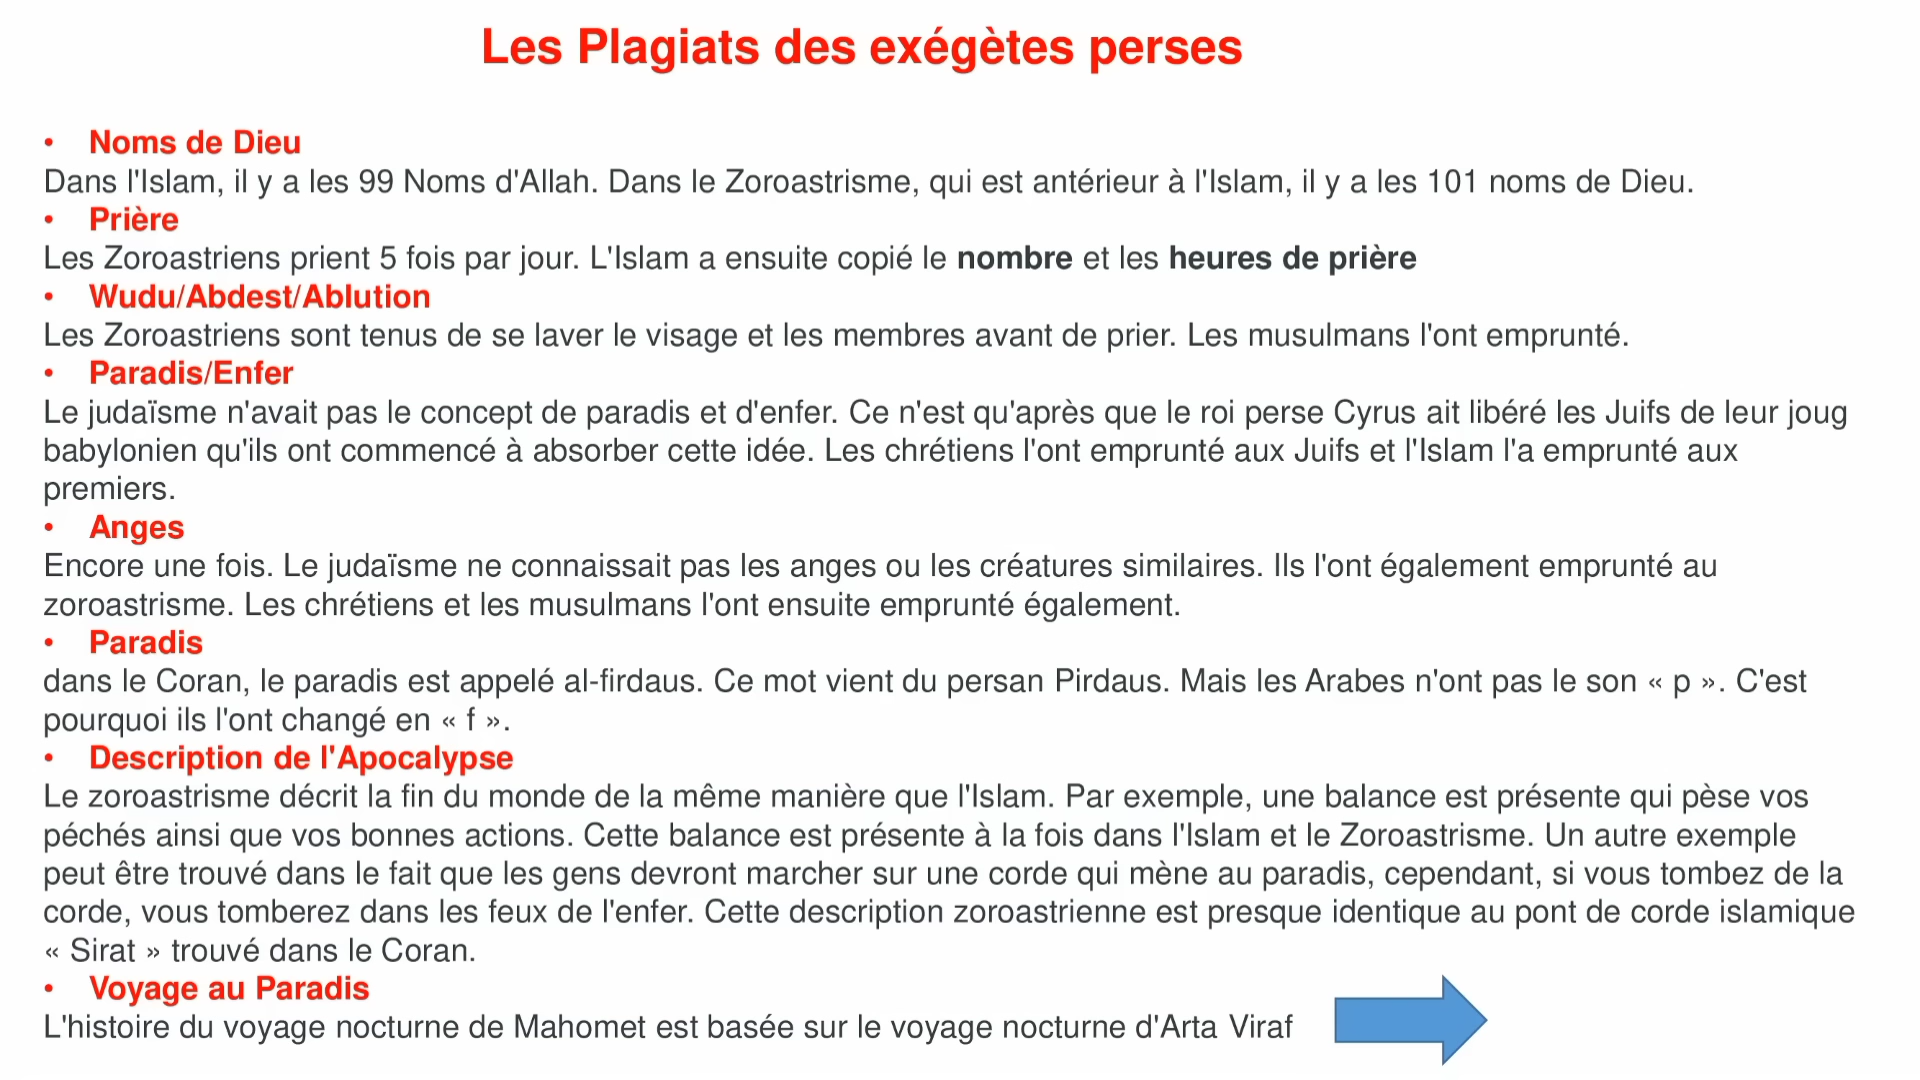 Les Plagiats des exégètes perses
• Noms de Dieu
Dans l'Islam, il y a les 99 Noms d'Allah. Dans le Zoroastrisme, qui est antérieur à l'Islam, il y a les 101 noms de Dieu.
• Prière
Les Zoroastriens prient 5 fois par jour. L'Islam a ensuite copié le nombre et les heures de prière
• Wudu/Abdest/Ablution
Les Zoroastriens sont tenus de se laver le visage et les membres avant de prier. Les musulmans l'ont emprunté.
• Paradis/Enfer
Le judaïsme n'avait pas le concept de paradis et d'enfer. Ce n'est qu'après que le roi perse Cyrus ait libéré les Juifs de leur joug
babylonien qu'ils ont commencé à absorber cette idée. Les chrétiens l'ont emprunté aux Juifs et l'Islam l'a emprunté aux
premiers.
• Anges
Encore une fois. Le judaïsme ne connaissait pas les anges ou les créatures similaires. Ils l'ont également emprunté au
zoroastrisme. Les chrétiens et les musulmans l'ont ensuite emprunté également.
• Paradis
dans le Coran, le paradis est appelé al-firdaus. Ce mot vient du persan Pirdaus. Mais les Arabes n'ont pas le son « p ». C'est
pourquoi ils l'ont changé en « f ».
• Description de l'Apocalypse
Le zoroastrisme décrit la fin du monde de la même manière que l'Islam. Par exemple, une balance est présente qui pèse vos
péchés ainsi que vos bonnes actions. Cette balance est présente à la fois dans l'Islam et le Zoroastrisme. Un autre exemple
peut être trouvé dans le fait que les gens devront marcher sur une corde qui mène au paradis, cependant, si vous tombez de la
corde, vous tomberez dans les feux de l'enfer. Cette description zoroastrienne est presque identique au pont de corde islamique
« Sirat » trouvé dans le Coran.
• Voyage au Paradis
L'histoire du voyage nocturne de Mahomet est basée sur le voyage nocturne d'Arta Viraf